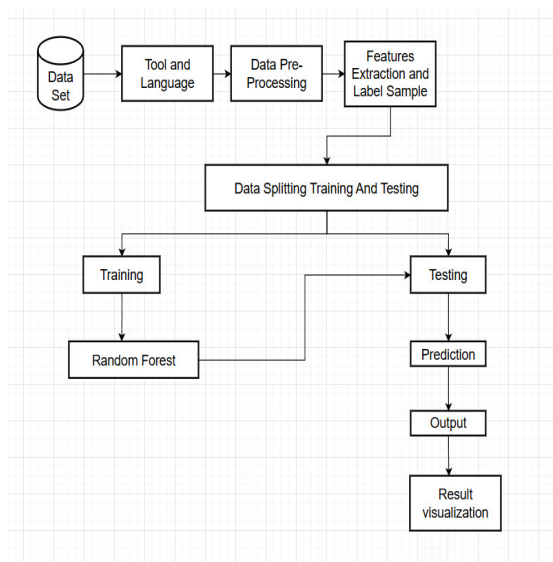 Data
Set
Tool and
Language
Data Pre-
Processing
Features
Extraction and
Label Sample
Data Splitting Training And Testing
Training
Testing
Random Forest
Prediction
Output
Result
visualization